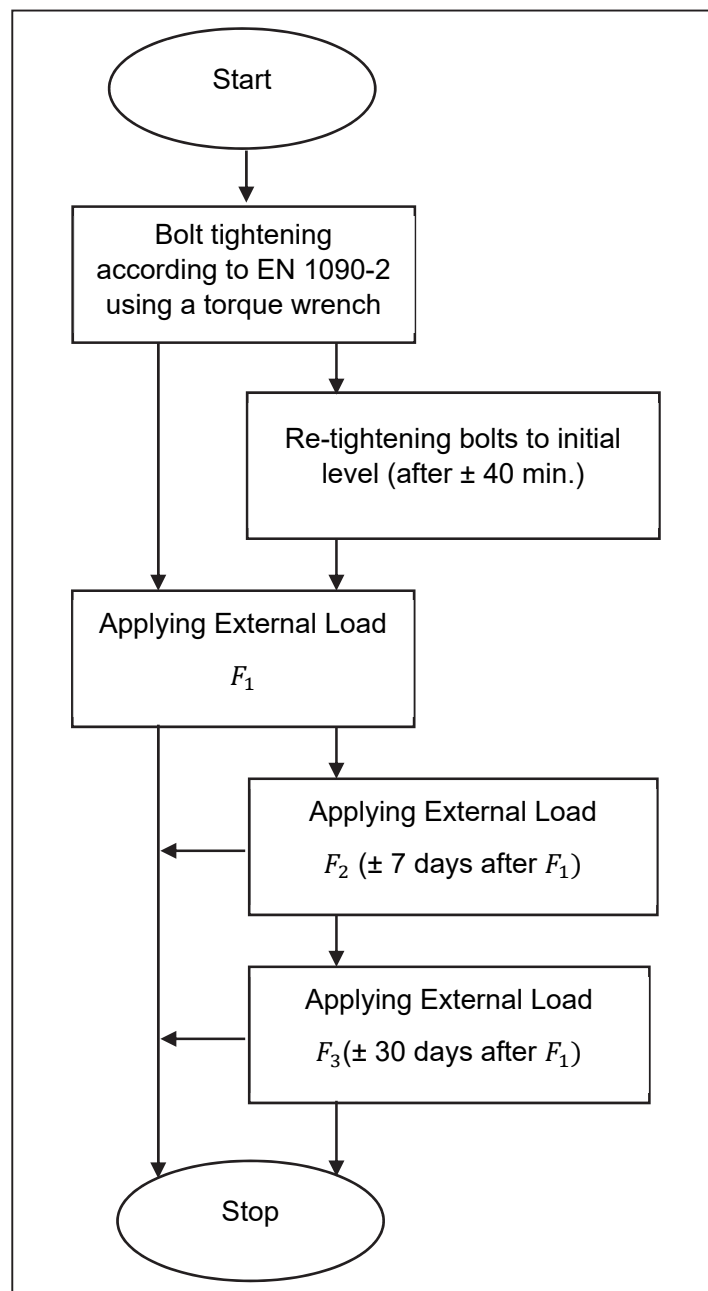 Start
Bolt tightening
according to EN 1090-2
using a torque wrench
Re-tightening bolts to initial
level (after ± 40 min.)
Applying External Load
F₁
Applying External Load
F₂ (± 7 days after F₁)
Applying External Load
F₃(± 30 days after F₁)
Stop